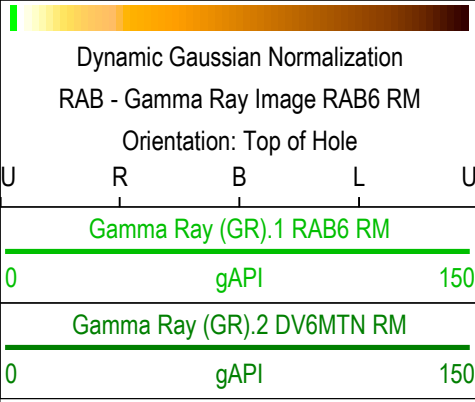 Dynamic Gaussian Normalization
RAB - Gamma Ray Image RAB6 RM
Orientation: Top of Hole
U R B L U
Gamma Ray (GR).1 RAB6 RM
0 gAPI 150
Gamma Ray (GR).2 DV6MTN RM
0 gAPI 150